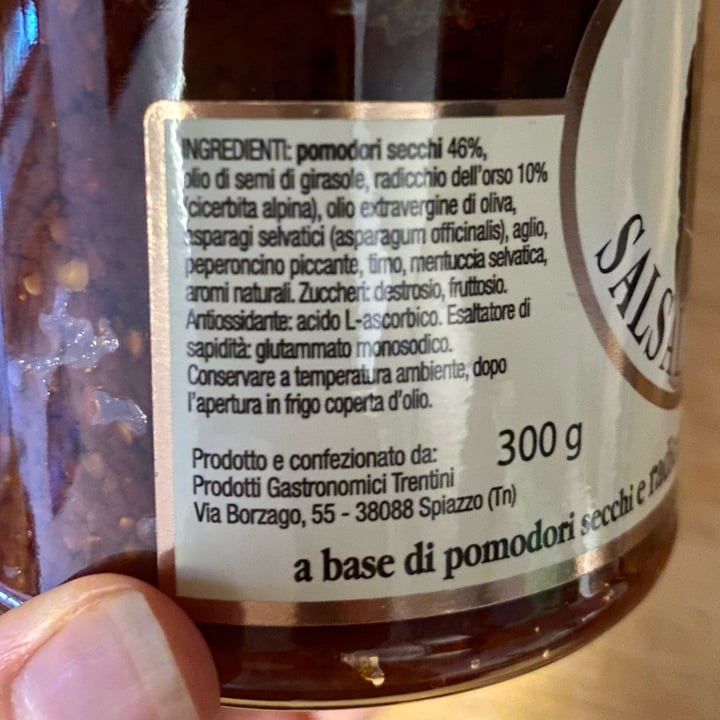 INGREDIENTI: pomodori secchi 46%,
olio di semi di girasole, radicchio dell'orso 10%
(cicerbita alpina), olio extravergine di oliva,
asparagi selvatici (asparagum officinalis), aglio,
peperoncino piccante, timo, mentuccia selvatica,
aromi naturali. Zuccheri: destrosio, fruttosio.
Antiossidante: acido L-ascorbico. Esaltatore di
sapidità: glutammato monosodico.
Conservare a temperatura ambiente, dopo
l'apertura in frigo coperta d'olio.
300 g
Prodotto e confezionato da:
Prodotti Gastronomici Trentini
Via Borzago, 55 - 38088 Spiazzo (Tn)
a base di pomodori secchi e
SALSA